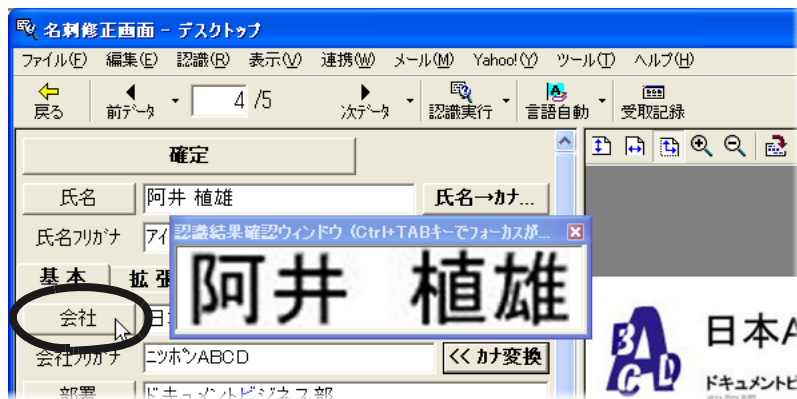 名刺修正画面 - デスクトップ
ファイル(F) 編集(E) 認識(R) 表示(V) 連携(W) メール(M) Yahoo!(Y) ツール(T) ヘルプ(H)
戻る 前データ 4 /5 次データ 認識実行 言語自動 受取記録
確定
氏名 阿井 植雄 氏名→カナ...
氏名フリガナ アイ
認識結果確認ウィンドウ (Ctrl+TABキーでフォーカスが...
阿井 植雄
基本 拡張
会社 日
会社フリガナ ニッポンABCD << カナ変換
部署 ドキュメントビジネス部
BACD
日本A
ドキュメントビ